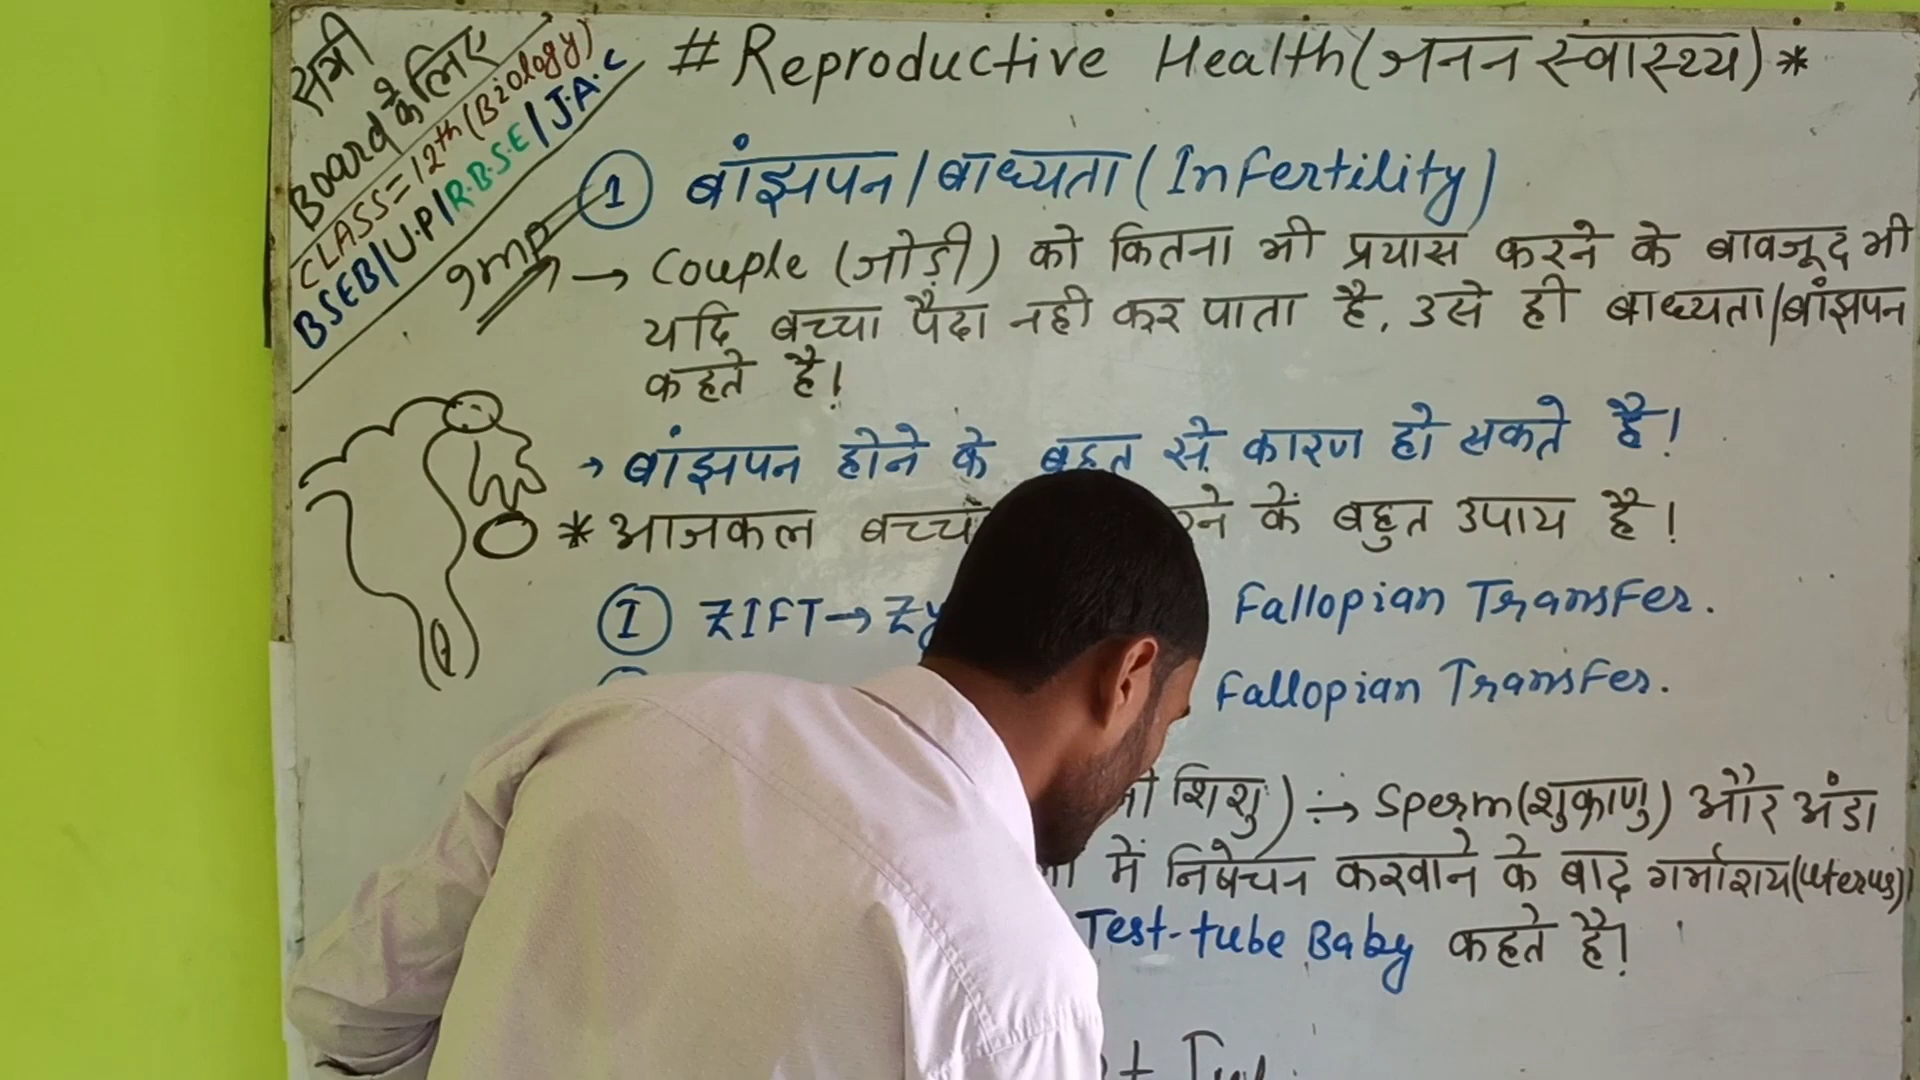 सभी
Board के लिए
CLASS=12th (Biology)
BSEB/U.P/R.B.S.E/J.A.C
#Reproductive Health(जनन स्वास्थ्य)*
Imp
1 बांझपन/बाध्यता (Infertility)
→ Couple (जोड़ी) को कितना भी प्रयास करने के बावजूद भी
यदि बच्चा पैदा नही कर पाता है, उसे ही बाध्यता/बांझपन
कहते है!
→ बांझपन होने के बहुत से कारण हो सकते है!
* आजकल के बहुत उपाय है!
I ZIFT→ Fallopian Transfer.
Fallopian Transfer.
शिशु) :→ Sperm(शुक्राणु) और अंडा
में निषेचन करवाने के बाद गर्भाशय(uterus)
Test-tube Baby कहते है!